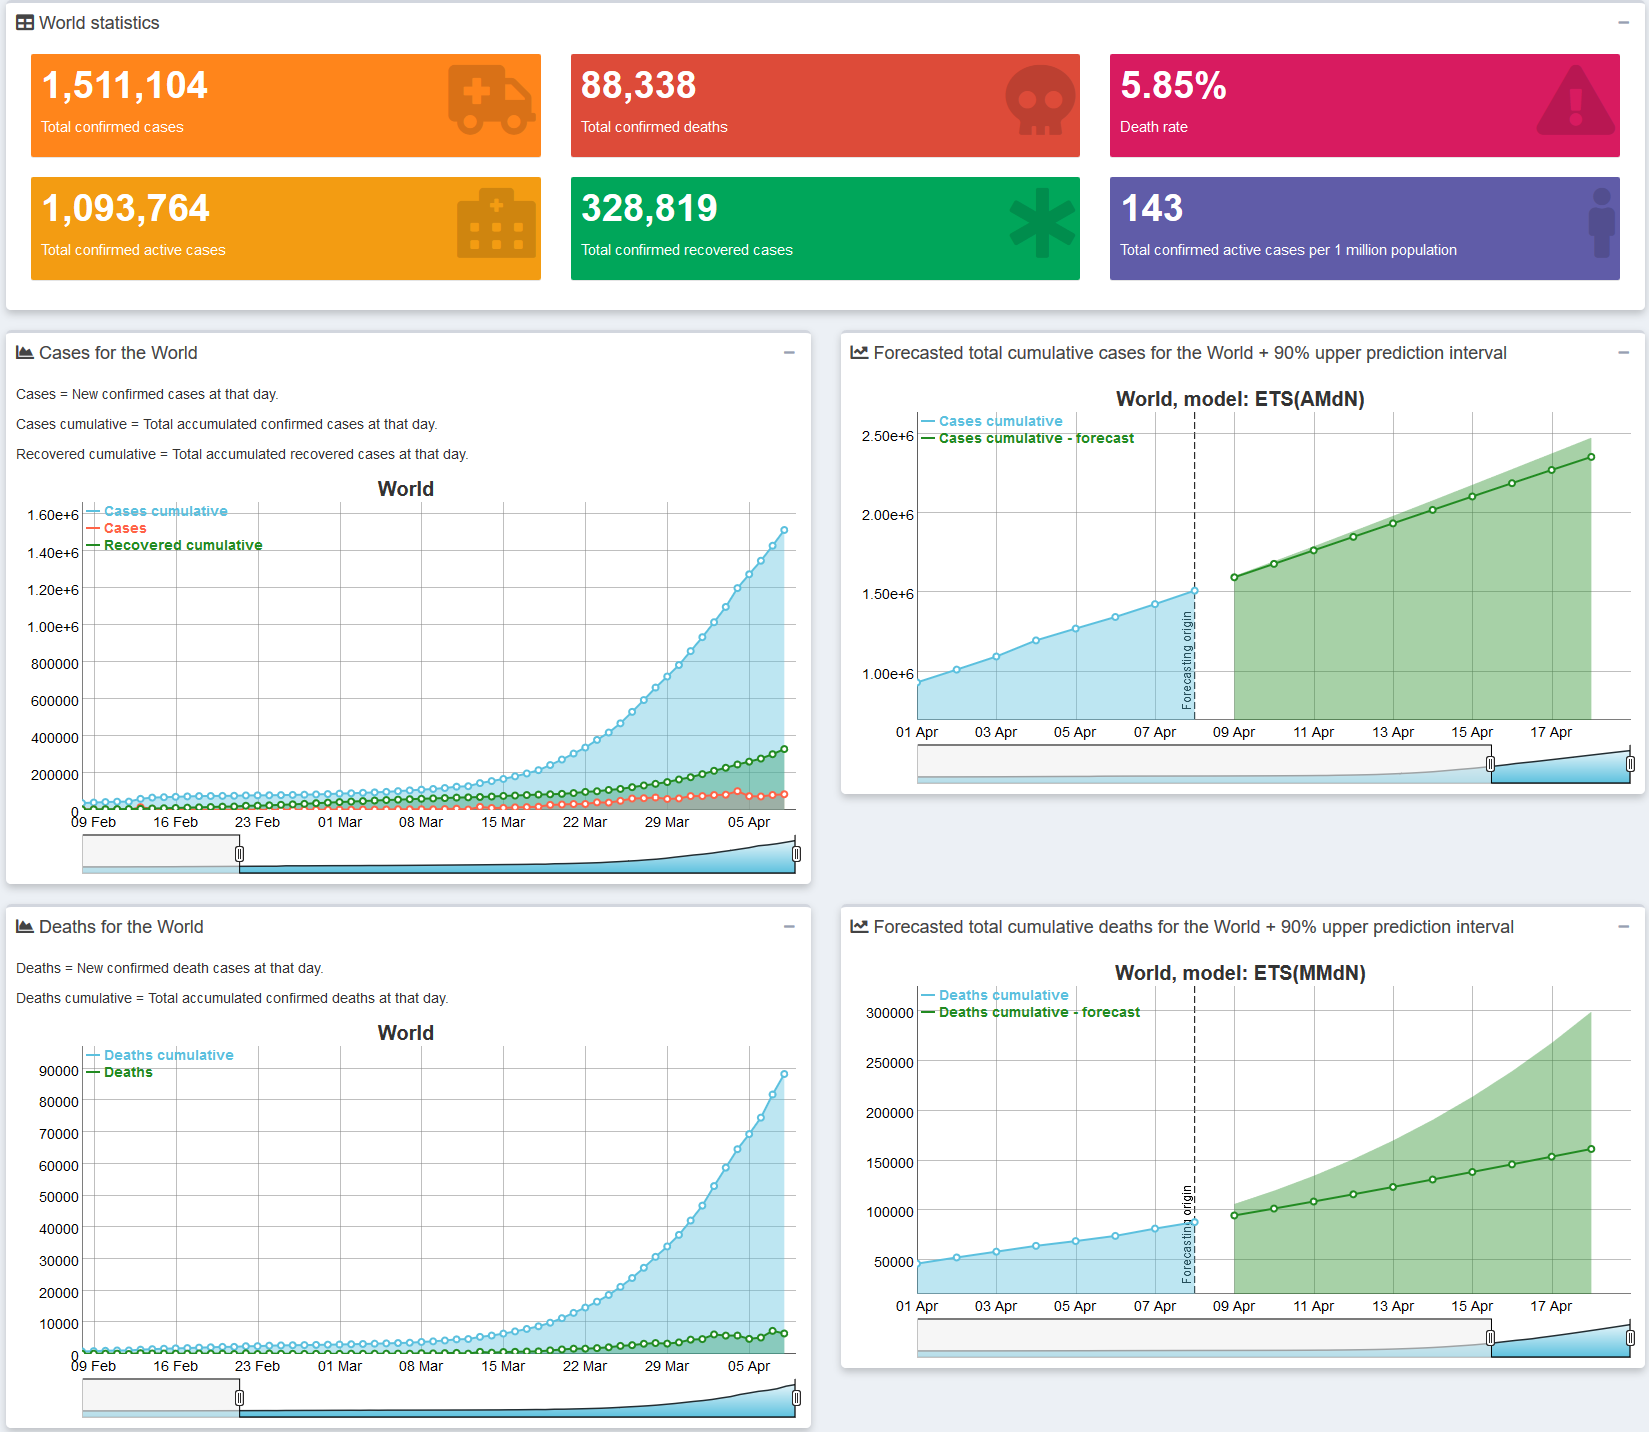 World statistics
1,511,104
Total confirmed cases
88,338
Total confirmed deaths
5.85%
Death rate
1,093,764
Total confirmed active cases
328,819
Total confirmed recovered cases
143
Total confirmed active cases per 1 million population
Cases for the World
Cases = New confirmed cases at that day.
Cases cumulative = Total accumulated confirmed cases at that day.
Recovered cumulative = Total accumulated recovered cases at that day.
World
Cases cumulative
Cases
Recovered cumulative
1.60e+6
1.40e+6
1.20e+6
1.00e+6
800000
600000
400000
200000
0
09 Feb 16 Feb 23 Feb 01 Mar 08 Mar 15 Mar 22 Mar 29 Mar 05 Apr
Forecasted total cumulative cases for the World + 90% upper prediction interval
World, model: ETS(AMdN)
Cases cumulative
Cases cumulative - forecast
2.50e+6
2.00e+6
1.50e+6
1.00e+6
Forecasting origin
01 Apr 03 Apr 05 Apr 07 Apr 09 Apr 11 Apr 13 Apr 15 Apr 17 Apr
Deaths for the World
Deaths = New confirmed death cases at that day.
Deaths cumulative = Total accumulated confirmed deaths at that day.
World
Deaths cumulative
Deaths
90000
80000
70000
60000
50000
40000
30000
20000
10000
0
09 Feb 16 Feb 23 Feb 01 Mar 08 Mar 15 Mar 22 Mar 29 Mar 05 Apr
Forecasted total cumulative deaths for the World + 90% upper prediction interval
World, model: ETS(MMdN)
Deaths cumulative
Deaths cumulative - forecast
300000
250000
200000
150000
100000
50000
Forecasting origin
01 Apr 03 Apr 05 Apr 07 Apr 09 Apr 11 Apr 13 Apr 15 Apr 17 Apr